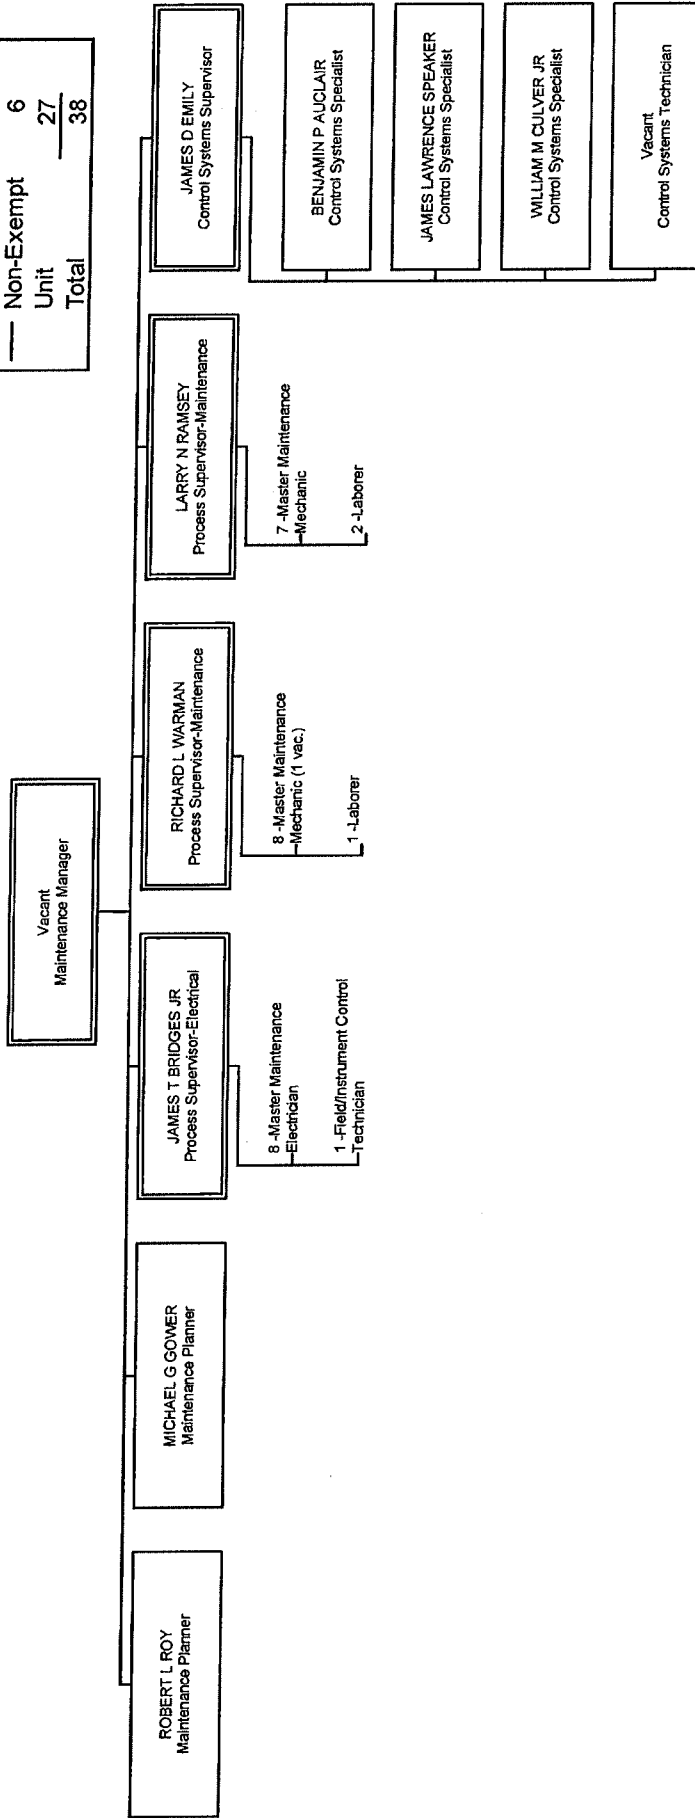 Non-Exempt 6
Unit 27
Total 38
Vacant
Maintenance Manager
ROBERT L ROY
Maintenance Planner
MICHAEL G GOWER
Maintenance Planner
JAMES T BRIDGES JR
Process Supervisor-Electrical
8 -Master Maintenance
Electrician
1 -Field/Instrument Control
Technician
RICHARD L WARMAN
Process Supervisor-Maintenance
8 -Master Maintenance
Mechanic (1 vac.)
1 -Laborer
LARRY N RAMSEY
Process Supervisor-Maintenance
7 -Master Maintenance
Mechanic
2 -Laborer
JAMES D EMILY
Control Systems Supervisor
BENJAMIN P AUCLAIR
Control Systems Specialist
JAMES LAWRENCE SPEAKER
Control Systems Specialist
WILLIAM M CULVER JR
Control Systems Specialist
Vacant
Control Systems Technician